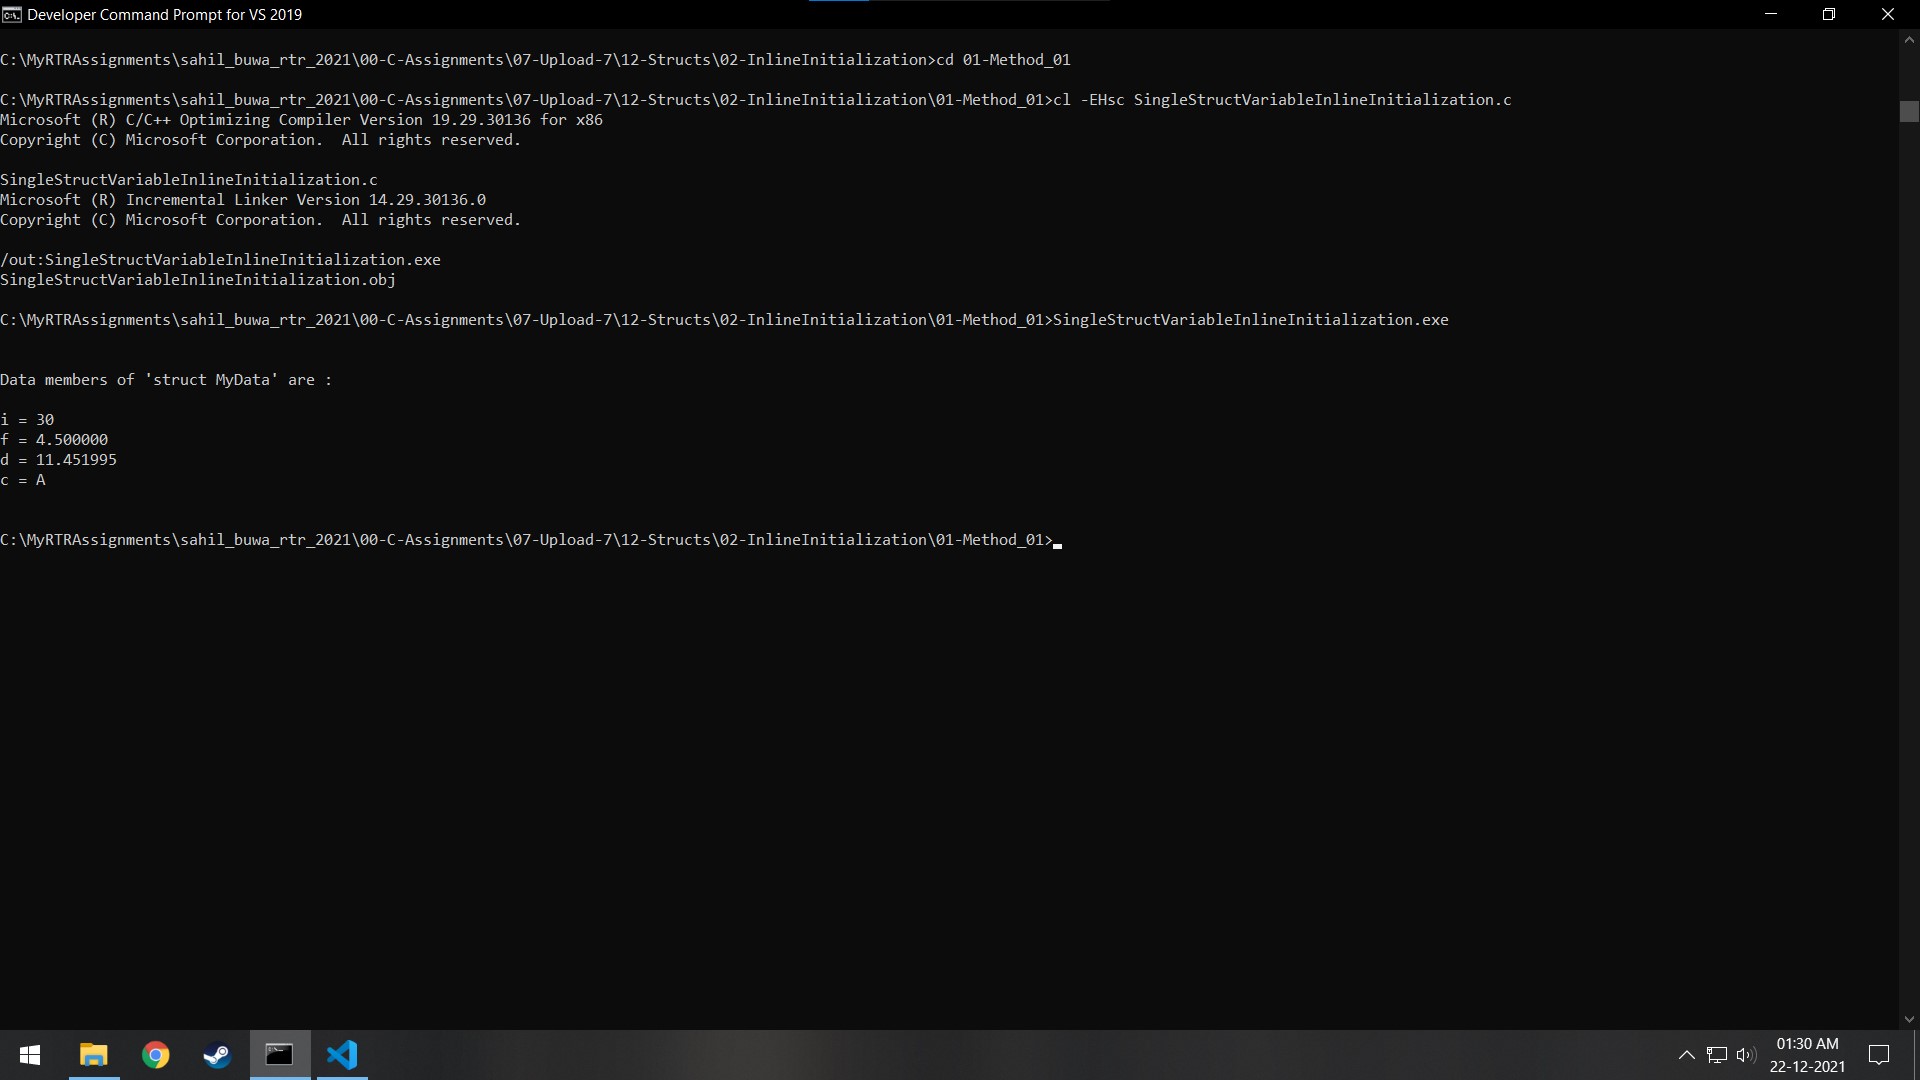 Developer Command Prompt for VS 2019
C:\MyRTRAssignments\sahil_buwa_rtr_2021\00-C-Assignments\07-Upload-7\12-Structs\02-InlineInitialization>cd 01-Method_01
C:\MyRTRAssignments\sahil_buwa_rtr_2021\00-C-Assignments\07-Upload-7\12-Structs\02-InlineInitialization\01-Method_01>cl -EHsc SingleStructVariableInlineInitialization.c
Microsoft (R) C/C++ Optimizing Compiler Version 19.29.30136 for x86
Copyright (C) Microsoft Corporation.  All rights reserved.
SingleStructVariableInlineInitialization.c
Microsoft (R) Incremental Linker Version 14.29.30136.0
Copyright (C) Microsoft Corporation.  All rights reserved.
/out:SingleStructVariableInlineInitialization.exe
SingleStructVariableInlineInitialization.obj
C:\MyRTRAssignments\sahil_buwa_rtr_2021\00-C-Assignments\07-Upload-7\12-Structs\02-InlineInitialization\01-Method_01>SingleStructVariableInlineInitialization.exe
Data members of 'struct MyData' are :
i = 30
f = 4.500000
d = 11.451995
c = A
C:\MyRTRAssignments\sahil_buwa_rtr_2021\00-C-Assignments\07-Upload-7\12-Structs\02-InlineInitialization\01-Method_01>
01:30 AM
22-12-2021